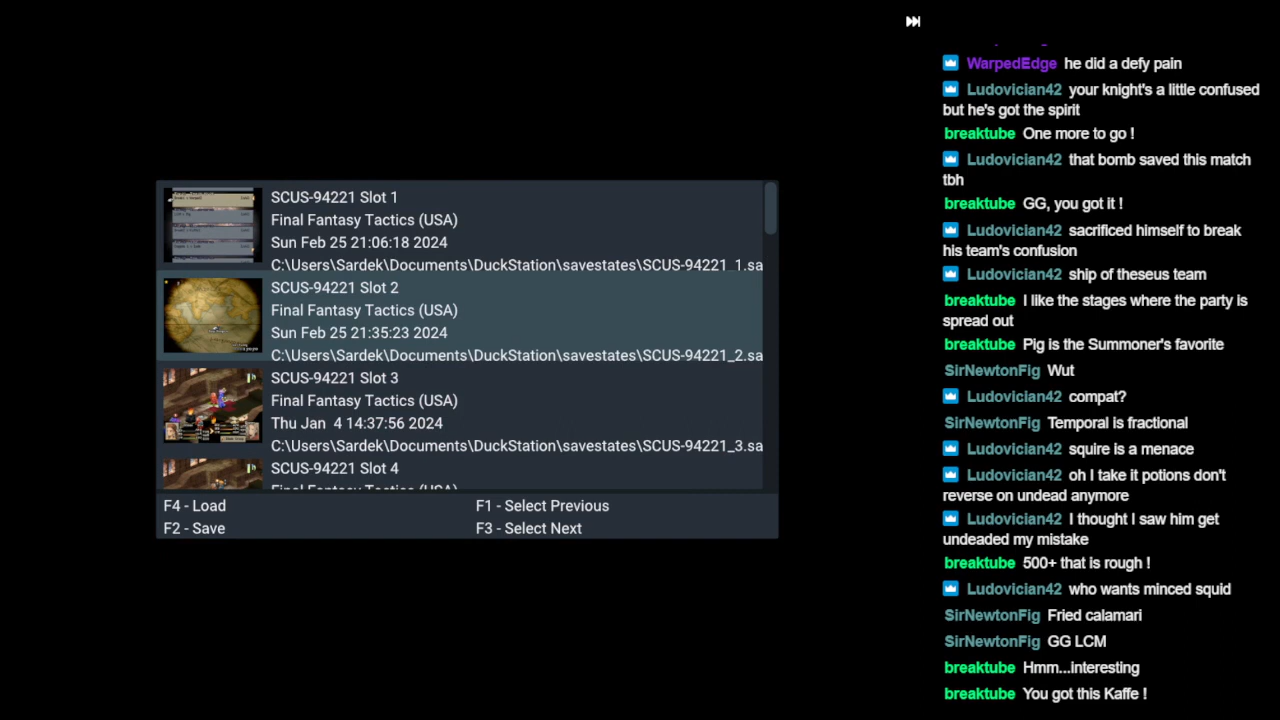 SCUS-94221 Slot 1
Final Fantasy Tactics (USA)
Sun Feb 25 21:06:18 2024
C:\Users\Sardek\Documents\DuckStation\savestates\SCUS-94221_1.sa
SCUS-94221 Slot 2
Final Fantasy Tactics (USA)
Sun Feb 25 21:35:23 2024
C:\Users\Sardek\Documents\DuckStation\savestates\SCUS-94221_2.sa
SCUS-94221 Slot 3
Final Fantasy Tactics (USA)
Thu Jan  4 14:37:56 2024
C:\Users\Sardek\Documents\DuckStation\savestates\SCUS-94221_3.sa
SCUS-94221 Slot 4
Final Fantasy Tactics (USA)
F4 - Load
F1 - Select Previous
F2 - Save
F3 - Select Next
WarpedEdge he did a defy pain
Ludovician42 your knight's a little confused
but he's got the spirit
breaktube One more to go !
Ludovician42 that bomb saved this match
tbh
breaktube GG, you got it !
Ludovician42 sacrificed himself to break
his team's confusion
Ludovician42 ship of theseus team
breaktube I like the stages where the party is
spread out
breaktube Pig is the Summoner's favorite
SirNewtonFig Wut
Ludovician42 compat?
SirNewtonFig Temporal is fractional
Ludovician42 squire is a menace
Ludovician42 oh I take it potions don't
reverse on undead anymore
Ludovician42 I thought I saw him get
undeaded my mistake
breaktube 500+ that is rough !
Ludovician42 who wants minced squid
SirNewtonFig Fried calamari
SirNewtonFig GG LCM
breaktube Hmm...interesting
breaktube You got this Kaffe !